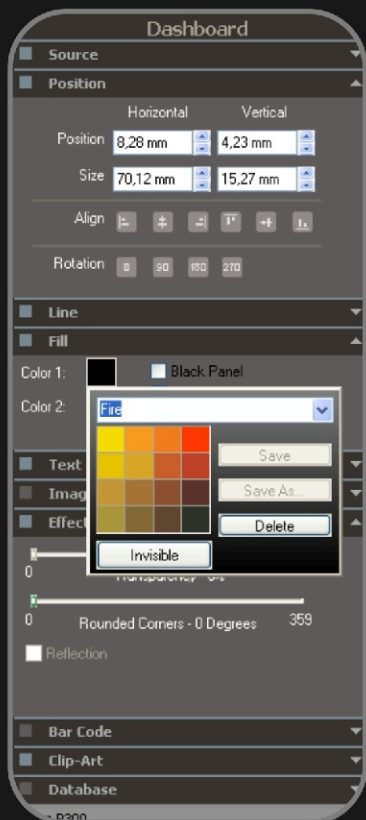 Dashboard
Source
Position
Horizontal Vertical
Position 8,28 mm 4,23 mm
Size 70,12 mm 15,27 mm
Align
Rotation 0 90 180 270
Line
Fill
Color 1: Black Panel
Color 2: Fire
Save
Text
Save As...
Imag
Effect Delete
Invisible
0
0 Rounded Corners - 0 Degrees 359
Reflection
Bar Code
Clip-Art
Database